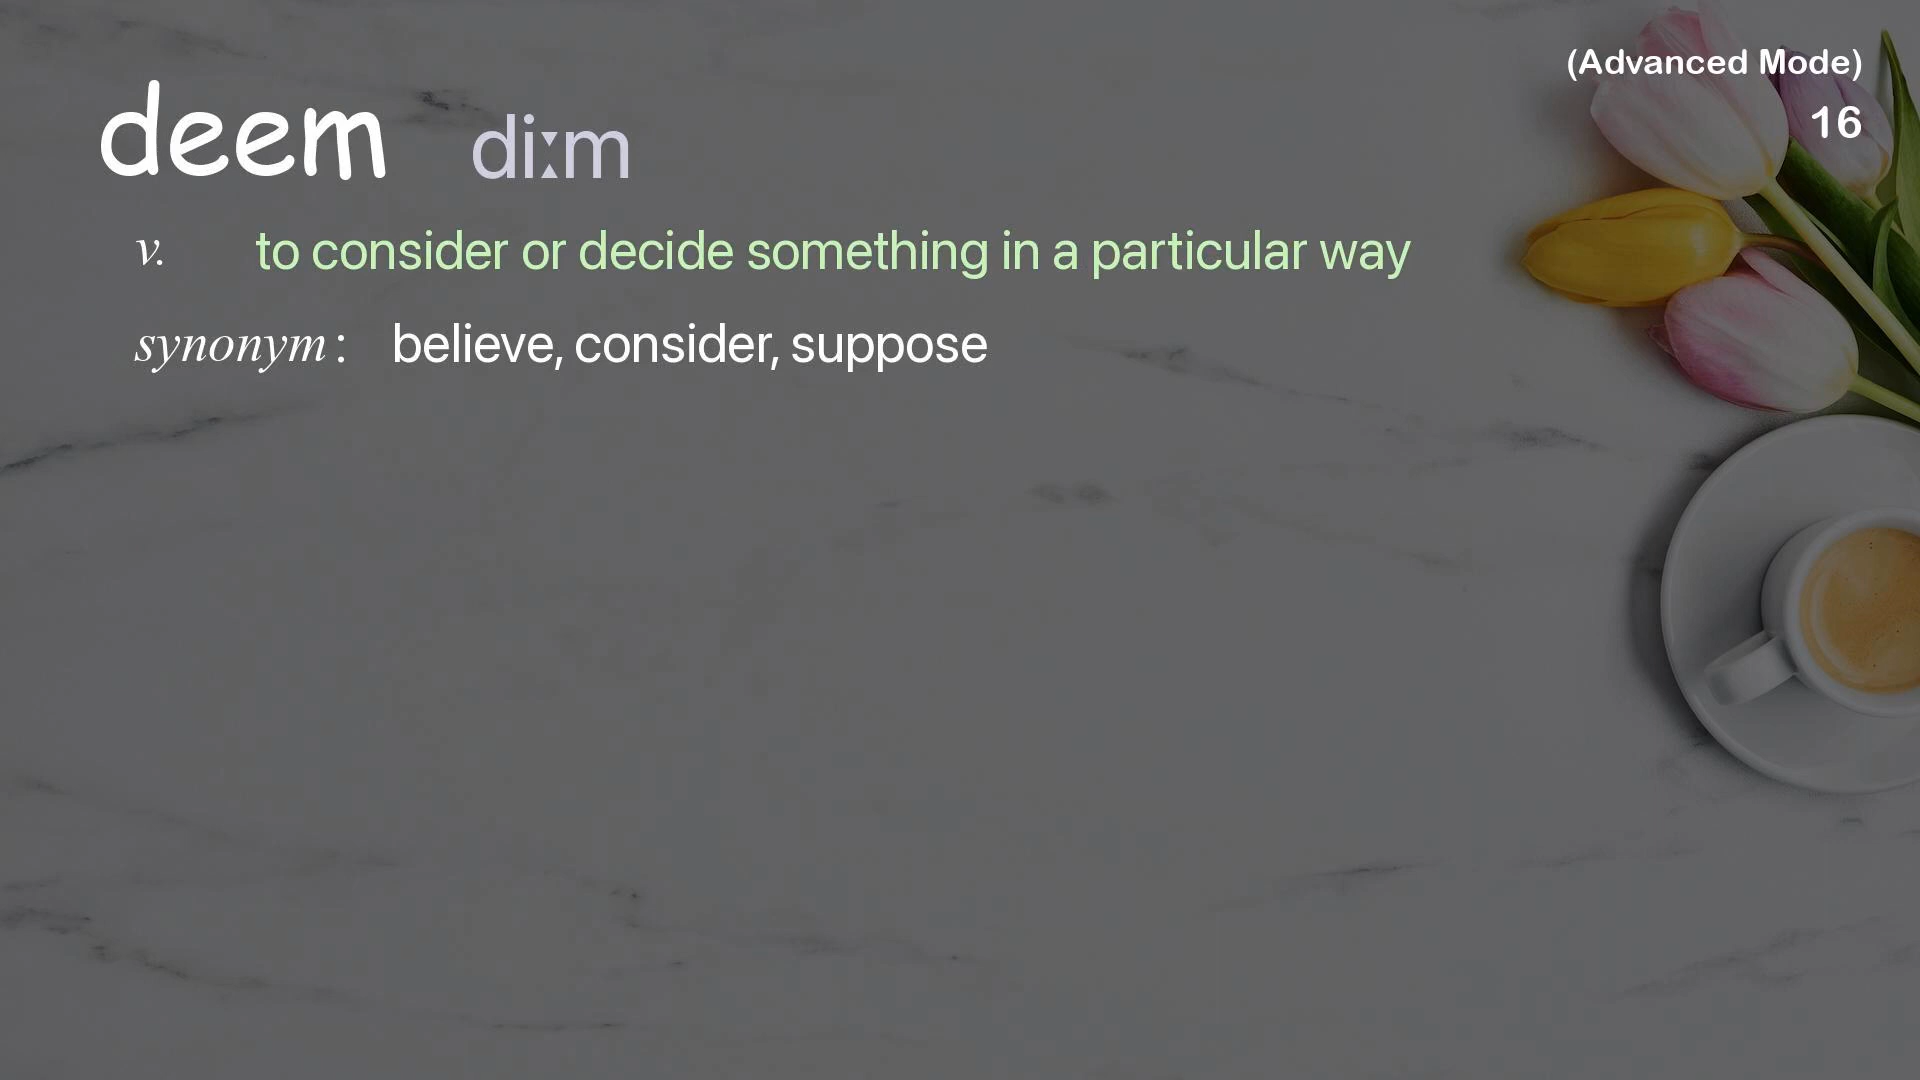 (Advanced Mode)
16
deem diːm
v. to consider or decide something in a particular way
synonym : believe, consider, suppose